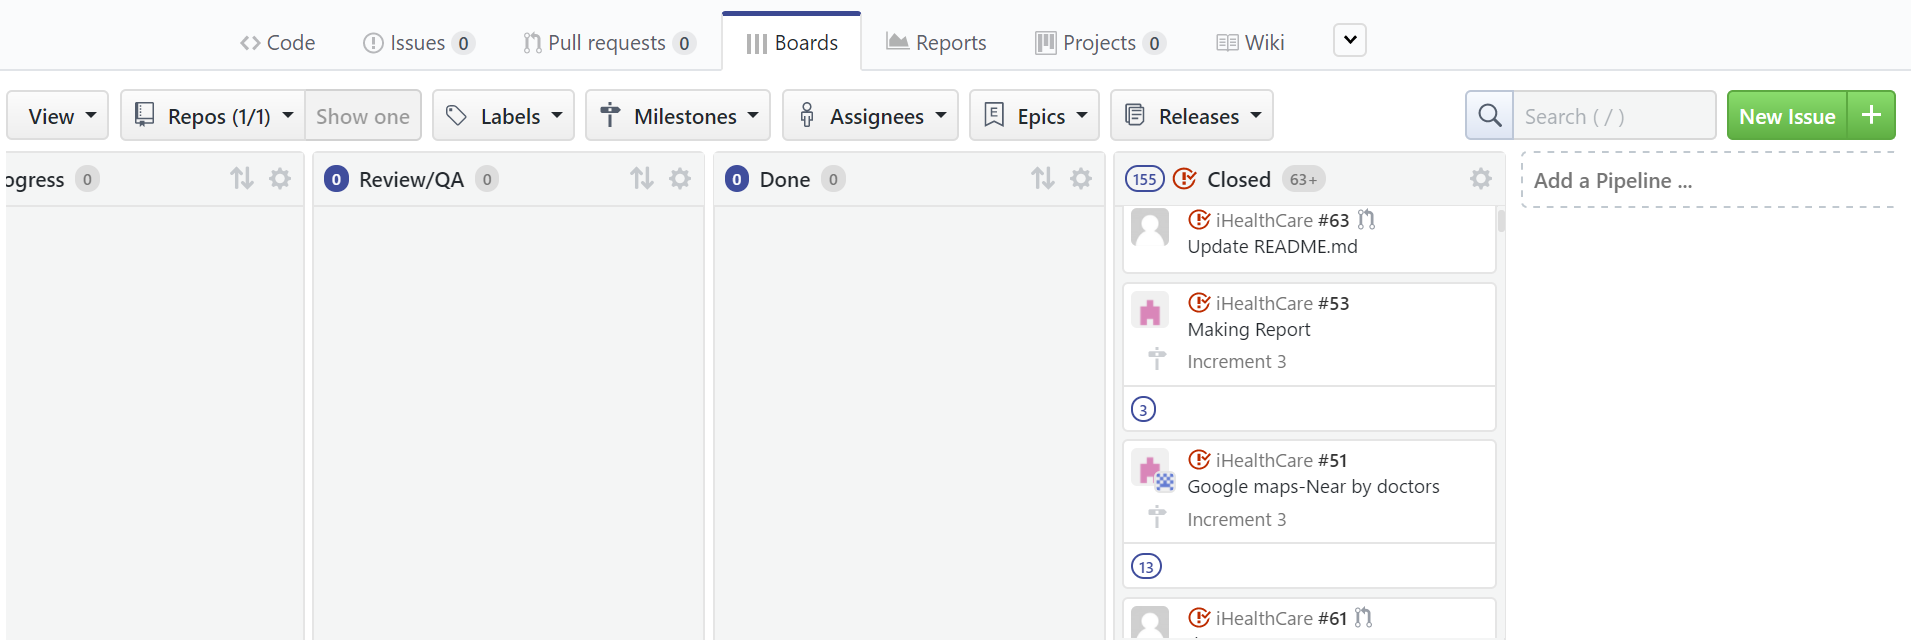 Code Issues 0 Pull requests 0 Boards Reports Projects 0 Wiki
View Repos (1/1) Show one Labels Milestones Assignees Epics Releases Search ( / ) New Issue +
ogress 0
0 Review/QA 0
0 Done 0
155 Closed 63+
Add a Pipeline ...
iHealthCare #63
Update README.md
iHealthCare #53
Making Report
Increment 3
3
iHealthCare #51
Google maps-Near by doctors
Increment 3
13
iHealthCare #61